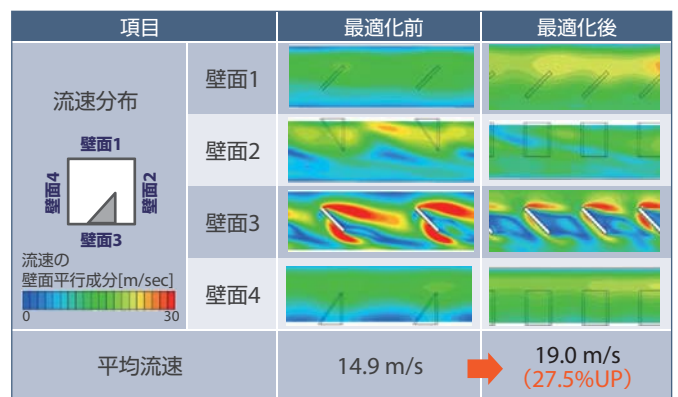 項目 最適化前 最適化後
流速分布
壁面1
壁面4
壁面2
壁面3
流速の
壁面平行成分[m/sec]
0 30
壁面1
壁面2
壁面3
壁面4
平均流速 14.9 m/s 19.0 m/s
（27.5%UP）